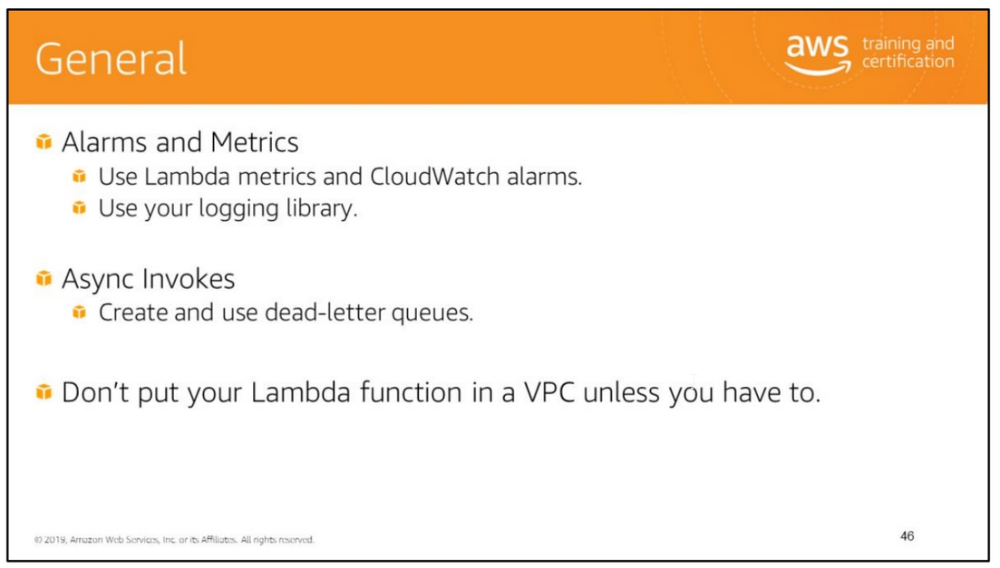 General
aws training and
certification
Alarms and Metrics
Use Lambda metrics and CloudWatch alarms.
Use your logging library.
Async Invokes
Create and use dead-letter queues.
Don't put your Lambda function in a VPC unless you have to.
© 2019, Amazon Web Services, Inc. or its Affiliates. All rights reserved.
46